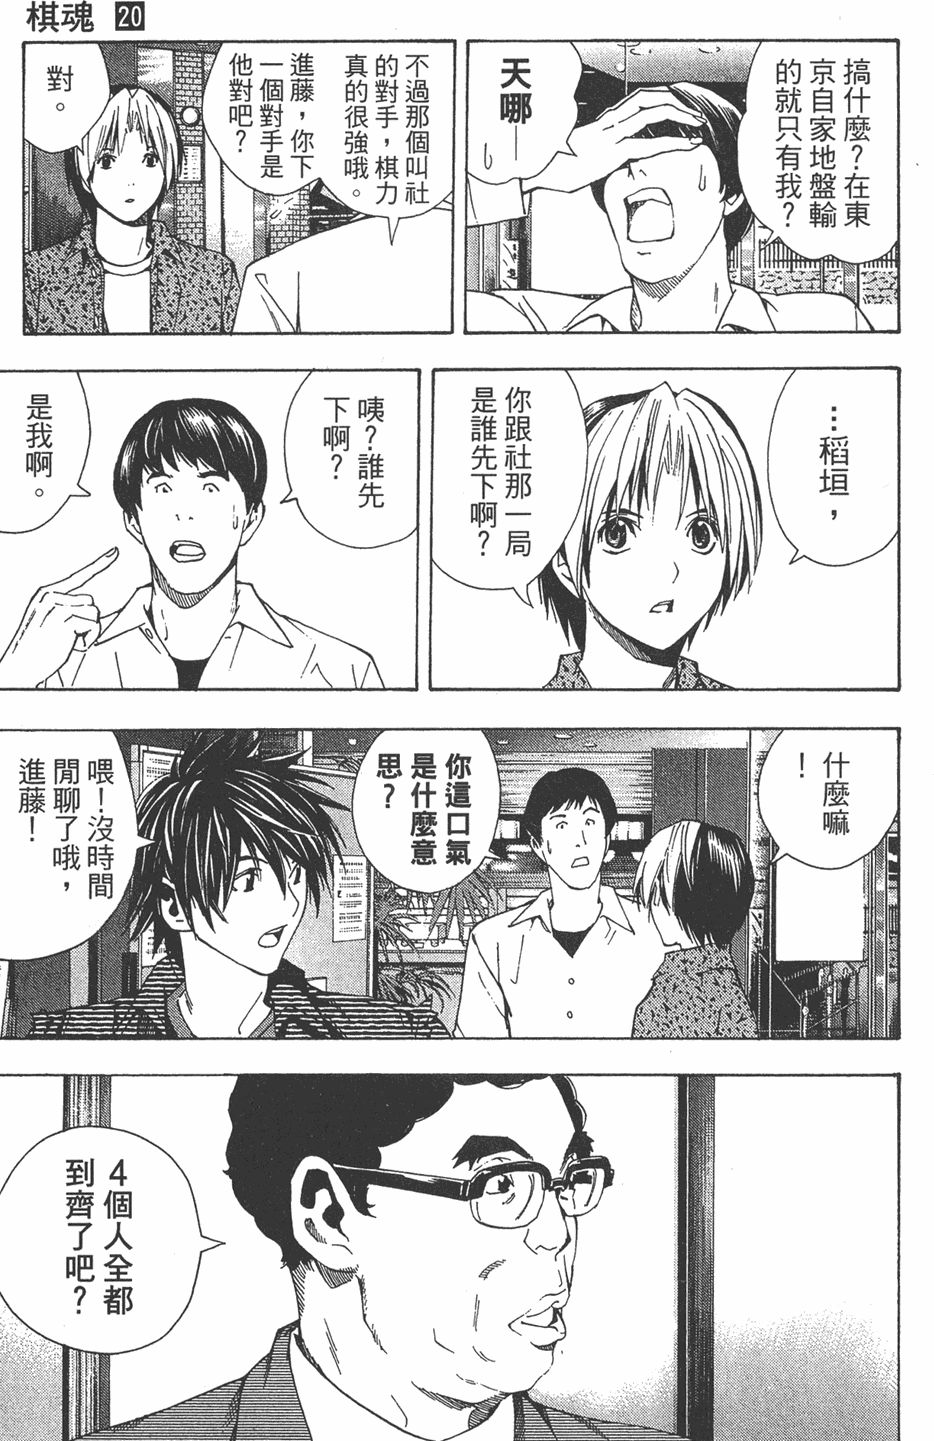 棋魂 20
搞什麼？在東
京自家地盤輸
的就只有我？
天哪—
不過那個叫社
的對手，棋力
真的很強哦。
進藤，你下
一個對手是
他對吧？
對。
…稻垣，
你跟社那一局
是誰先下啊？
咦？誰先
下啊？
是我啊。
什麼嘛
！
你這口氣
是什麼意
思？
喂！沒時間
閒聊了哦，
進藤！
4個人全都
到齊了吧？